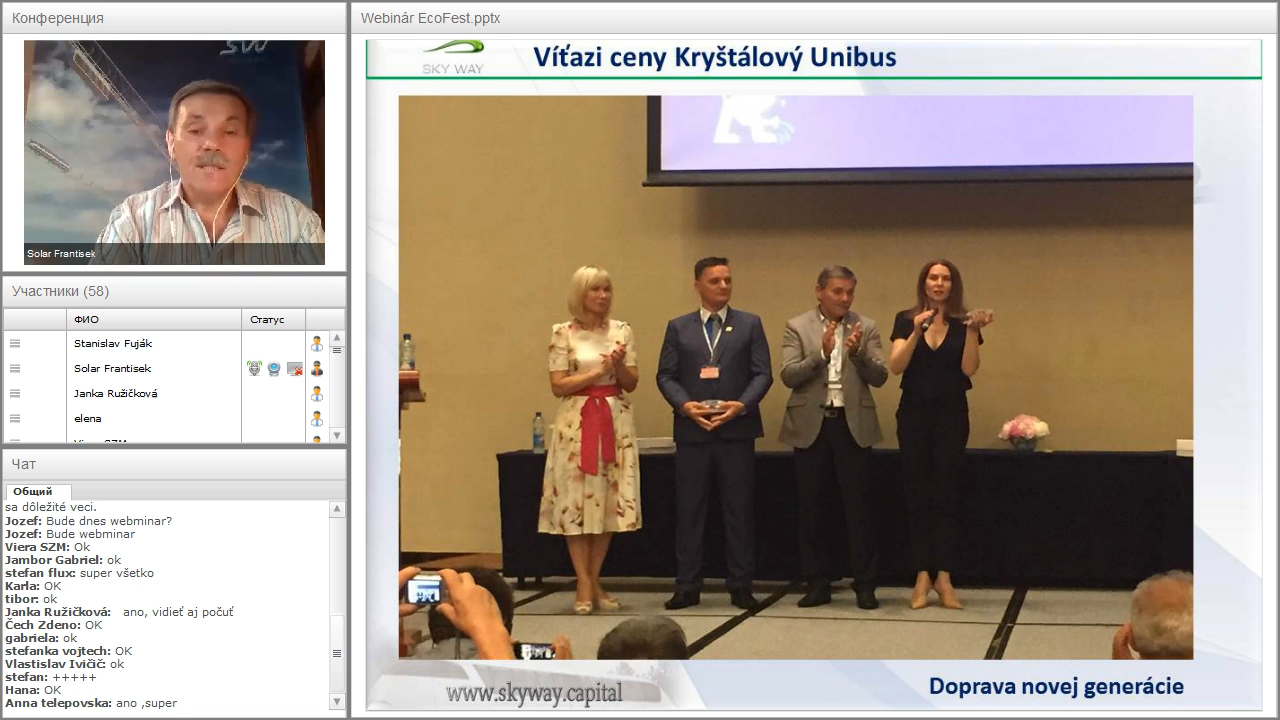 Конференция
Solar Frantisek
Участники (58)
ФИО
Статус
Stanislav Fuják
Solar Frantisek
Janka Ružičková
elena
Viera SZM
Чат
Общий
sa dôležité veci.
Jozef: Bude dnes webminar?
Jozef: Bude webminar
Viera SZM: Ok
Jambor Gabriel: ok
stefan flux: super všetko
Karla: OK
tibor: ok
Janka Ružičková: ano, vidieť aj počuť
Čech Zdeno: OK
gabriela: ok
stefanka vojtech: OK
Vlastislav Ivičič: ok
stefan: +++++
Hana: OK
Anna telepovska: ano ,super
Webinár EcoFest.pptx
SKY WAY
Víťazi ceny Kryštálový Unibus
www.skyway.capital
Doprava novej generácie